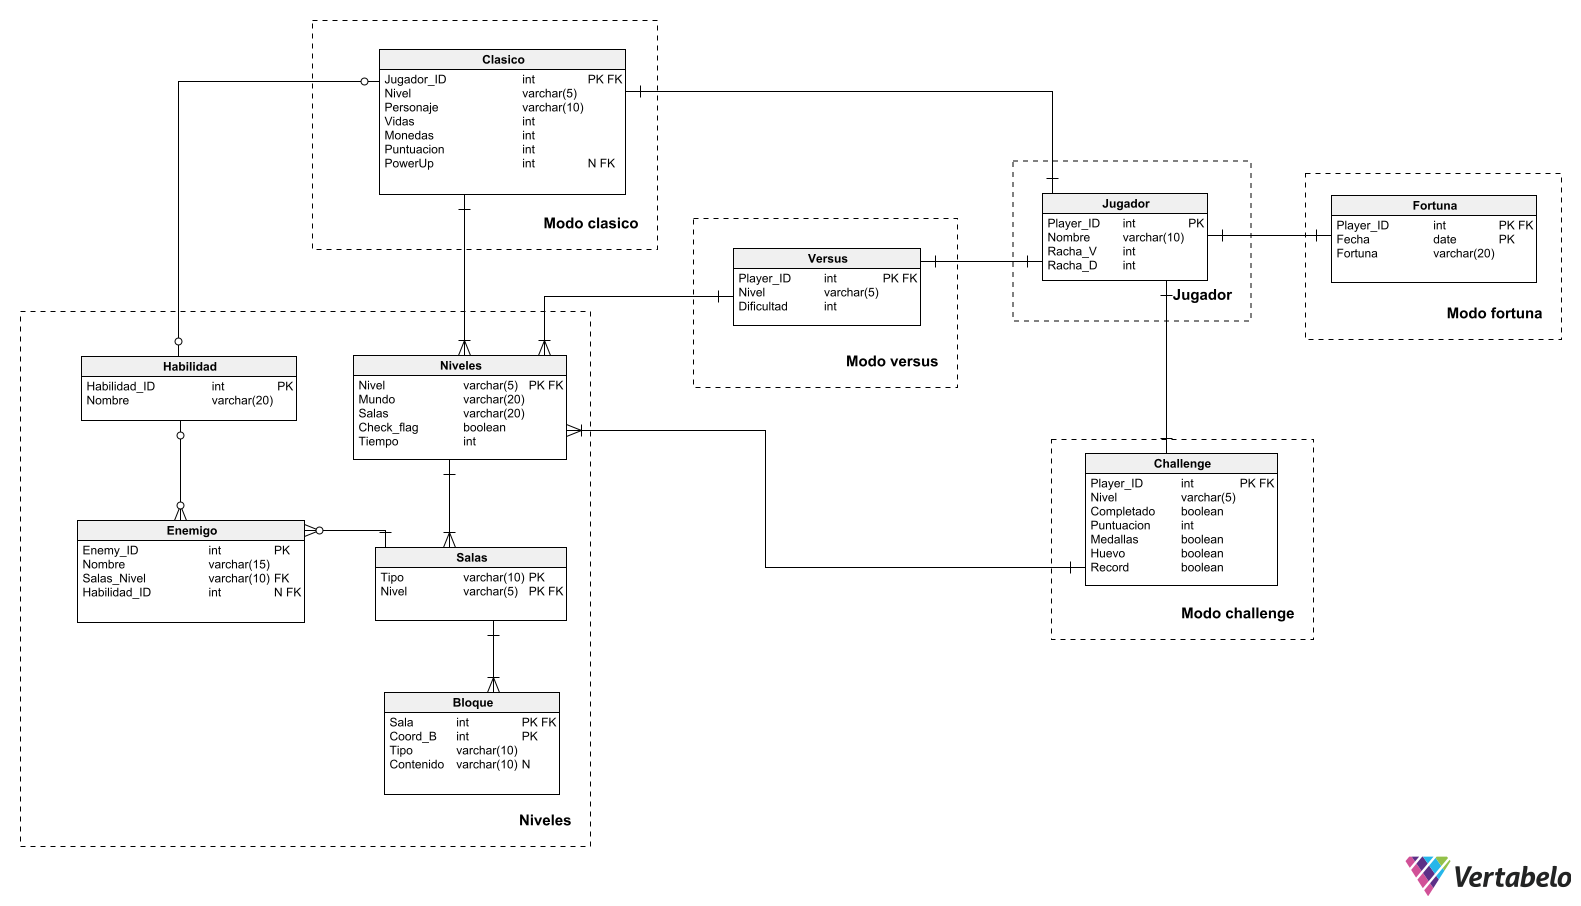 Clasico
Jugador_ID int PK FK
Nivel varchar(5)
Personaje varchar(10)
Vidas int
Monedas int
Puntuacion int
PowerUp int N FK
Modo clasico
Jugador
Player_ID int PK
Nombre varchar(10)
Racha_V int
Racha_D int
Jugador
Fortuna
Player_ID int PK FK
Fecha date PK
Fortuna varchar(20)
Modo fortuna
Versus
Player_ID int PK FK
Nivel varchar(5)
Dificultad int
Modo versus
Habilidad
Habilidad_ID int PK
Nombre varchar(20)
Niveles
Nivel varchar(5) PK FK
Mundo varchar(20)
Salas varchar(20)
Check_flag boolean
Tiempo int
Challenge
Player_ID int PK FK
Nivel varchar(5)
Completado boolean
Puntuacion int
Medallas boolean
Huevo boolean
Record boolean
Modo challenge
Enemigo
Enemy_ID int PK
Nombre varchar(15)
Salas_Nivel varchar(10) FK
Habilidad_ID int N FK
Salas
Tipo varchar(10) PK
Nivel varchar(5) PK FK
Bloque
Sala int PK FK
Coord_B int PK
Tipo varchar(10)
Contenido varchar(10) N
Niveles
Vertabelo